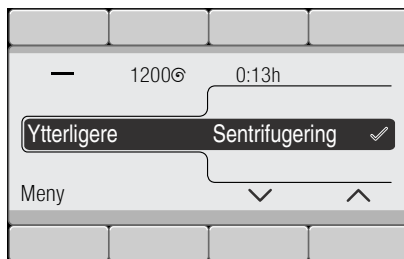 — 1200 0:13h
Ytterligere Sentrifugering ✓
Meny